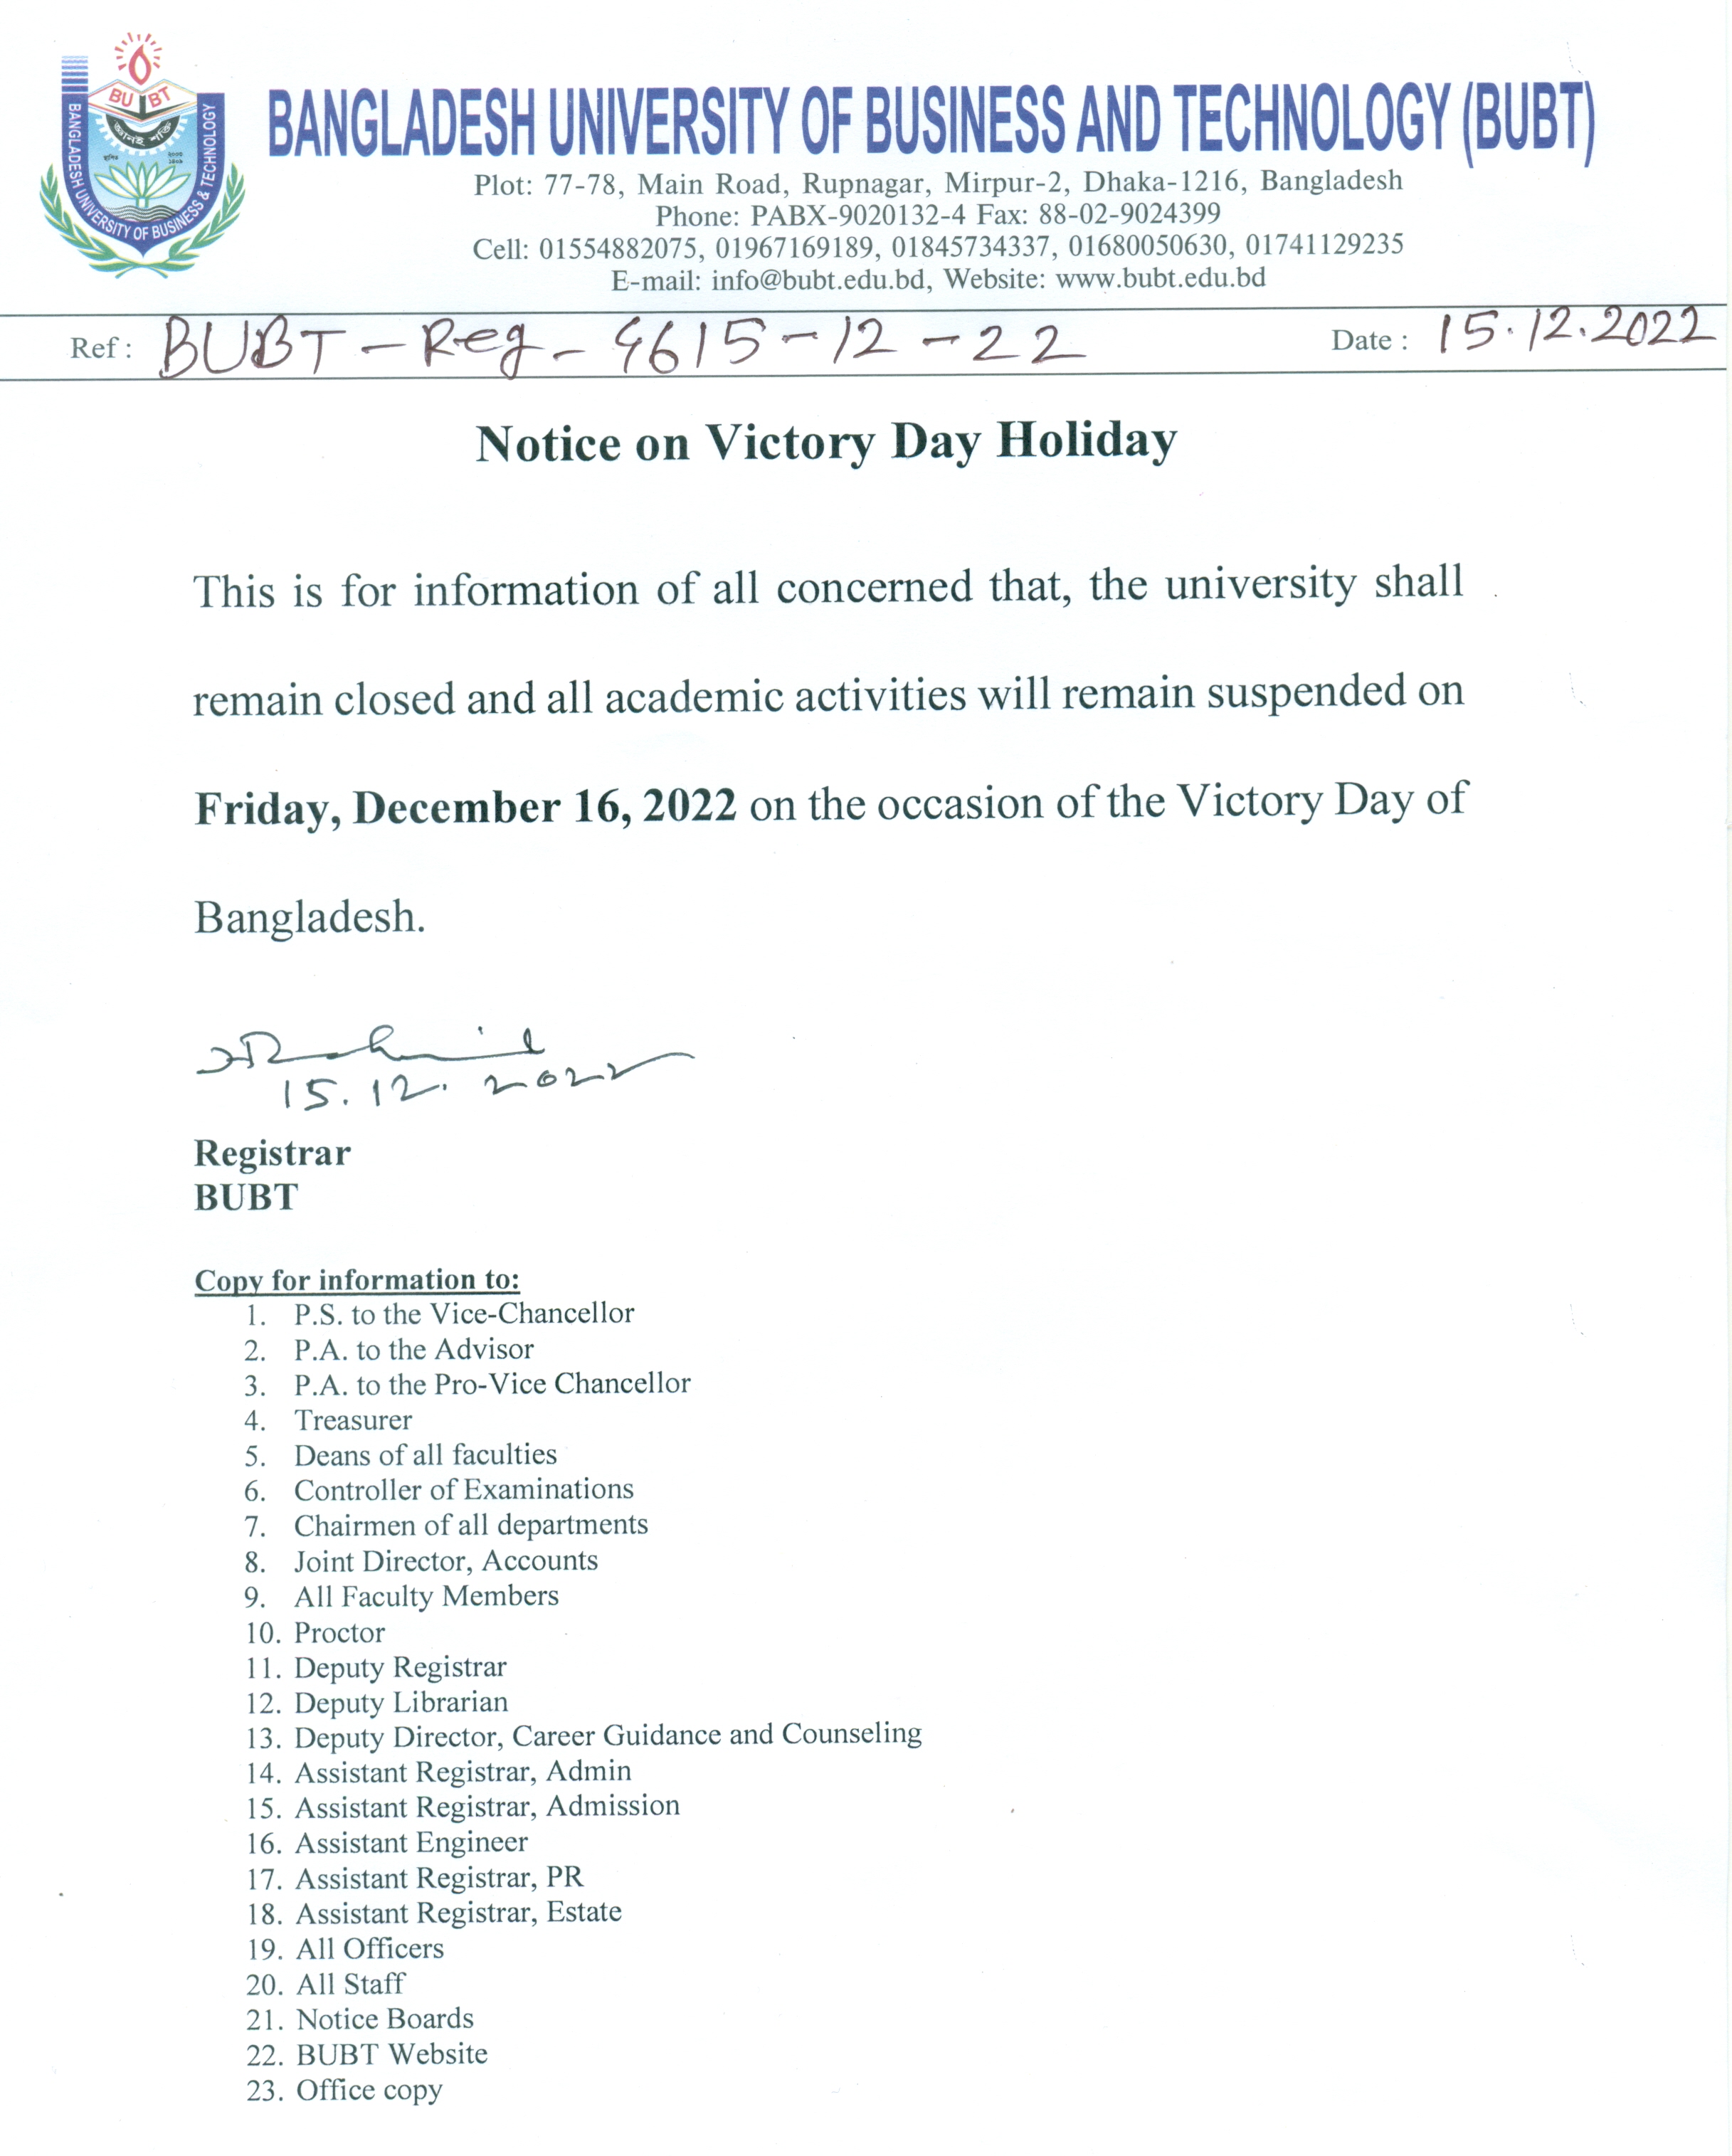 BU BT
জ্ঞানই শক্তি
স্থাপিত ২০০৩
BANGLADESH UNIVERSITY OF BUSINESS & TECHNOLOGY
BANGLADESH UNIVERSITY OF BUSINESS AND TECHNOLOGY (BUBT)
Plot: 77-78, Main Road, Rupnagar, Mirpur-2, Dhaka-1216, Bangladesh
Phone: PABX-9020132-4 Fax: 88-02-9024399
Cell: 01554882075, 01967169189, 01845734337, 01680050630, 01741129235
E-mail: info@bubt.edu.bd, Website: www.bubt.edu.bd
Ref : BUBT-Reg-4615-12-22 Date : 15.12.2022
Notice on Victory Day Holiday
This is for information of all concerned that, the university shall
remain closed and all academic activities will remain suspended on
Friday, December 16, 2022 on the occasion of the Victory Day of
Bangladesh.
15.12.2022
Registrar
BUBT
Copy for information to:
1. P.S. to the Vice-Chancellor
2. P.A. to the Advisor
3. P.A. to the Pro-Vice Chancellor
4. Treasurer
5. Deans of all faculties
6. Controller of Examinations
7. Chairmen of all departments
8. Joint Director, Accounts
9. All Faculty Members
10. Proctor
11. Deputy Registrar
12. Deputy Librarian
13. Deputy Director, Career Guidance and Counseling
14. Assistant Registrar, Admin
15. Assistant Registrar, Admission
16. Assistant Engineer
17. Assistant Registrar, PR
18. Assistant Registrar, Estate
19. All Officers
20. All Staff
21. Notice Boards
22. BUBT Website
23. Office copy